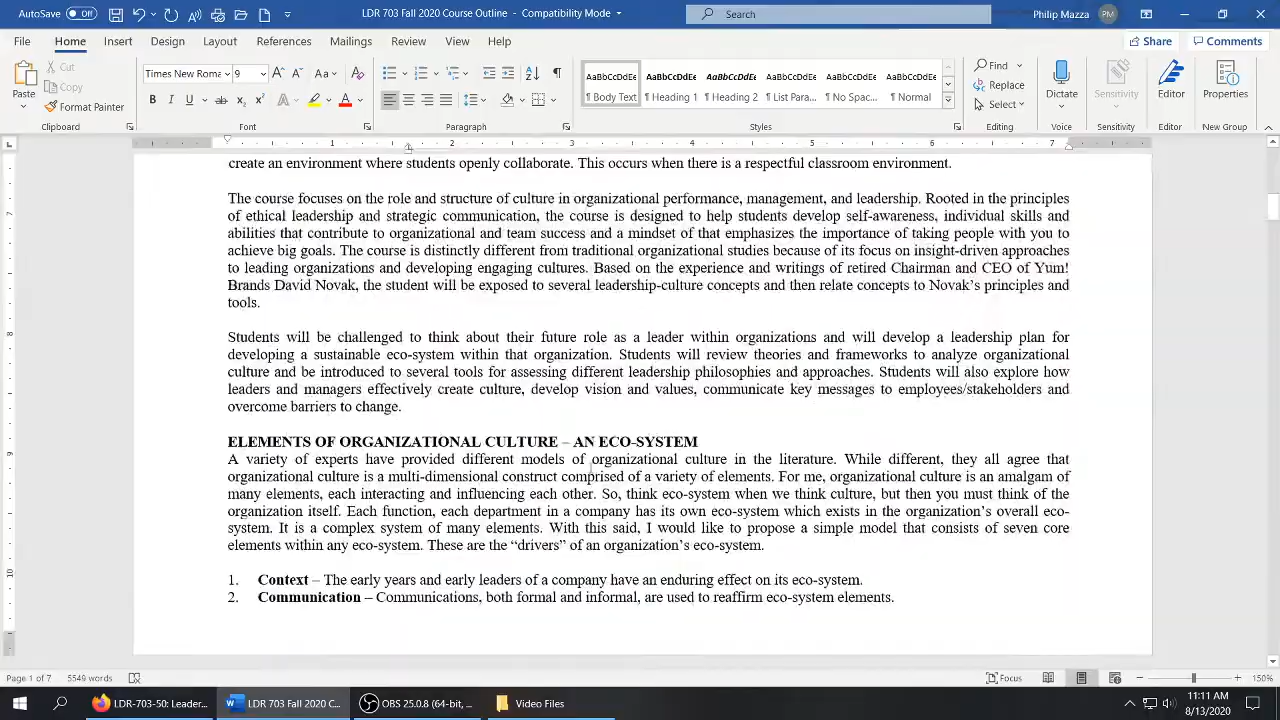 AutoSave Off LDR 703 Fall 2020 Course Outline - Compatibility Mode Search Philip Mazza PM
File Home Insert Design Layout References Mailings Review View Help Share Comments
Paste Cut Copy Format Painter
Times New Roma 9
B I U ab x₂ x² A
AaBbCcDdEe AaBbCcDdEe AaBbCcDdEe AaBbCcDdEe AaBbCcDdEe AaBbCcDdEe
¶ Body Text ¶ Heading 1 ¶ Heading 2 ¶ List Para... ¶ No Spac... ¶ Normal
Find Replace Select
Dictate Sensitivity Editor Properties
Clipboard Font Paragraph Styles Editing Voice Sensitivity Editor New Group
1 2 3 4 5 6 7
create an environment where students openly collaborate. This occurs when there is a respectful classroom environment.
The course focuses on the role and structure of culture in organizational performance, management, and leadership. Rooted in the principles
of ethical leadership and strategic communication, the course is designed to help students develop self-awareness, individual skills and
abilities that contribute to organizational and team success and a mindset of that emphasizes the importance of taking people with you to
achieve big goals. The course is distinctly different from traditional organizational studies because of its focus on insight-driven approaches
to leading organizations and developing engaging cultures. Based on the experience and writings of retired Chairman and CEO of Yum!
Brands David Novak, the student will be exposed to several leadership-culture concepts and then relate concepts to Novak's principles and
tools.
Students will be challenged to think about their future role as a leader within organizations and will develop a leadership plan for
developing a sustainable eco-system within that organization. Students will review theories and frameworks to analyze organizational
culture and be introduced to several tools for assessing different leadership philosophies and approaches. Students will also explore how
leaders and managers effectively create culture, develop vision and values, communicate key messages to employees/stakeholders and
overcome barriers to change.
ELEMENTS OF ORGANIZATIONAL CULTURE – AN ECO-SYSTEM
A variety of experts have provided different models of organizational culture in the literature. While different, they all agree that
organizational culture is a multi-dimensional construct comprised of a variety of elements. For me, organizational culture is an amalgam of
many elements, each interacting and influencing each other. So, think eco-system when we think culture, but then you must think of the
organization itself. Each function, each department in a company has its own eco-system which exists in the organization's overall eco-
system. It is a complex system of many elements. With this said, I would like to propose a simple model that consists of seven core
elements within any eco-system. These are the “drivers” of an organization's eco-system.
1. Context – The early years and early leaders of a company have an enduring effect on its eco-system.
2. Communication – Communications, both formal and informal, are used to reaffirm eco-system elements.
Page 1 of 7 5549 words Focus 150%
LDR-703-50: Leader... LDR 703 Fall 2020 C... OBS 25.0.8 (64-bit, ... Video Files 11:11 AM
8/13/2020